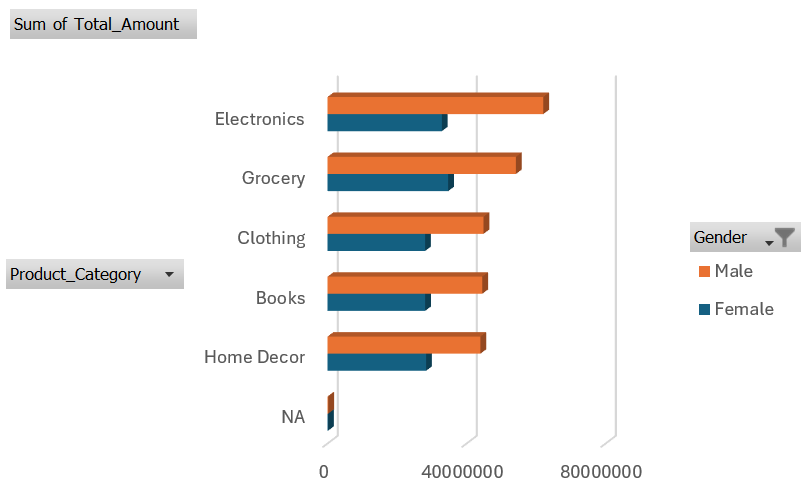 Sum of Total_Amount
Electronics
Grocery
Clothing
Books
Home Decor
NA
0
40000000
80000000
Product_Category
Gender
Male
Female